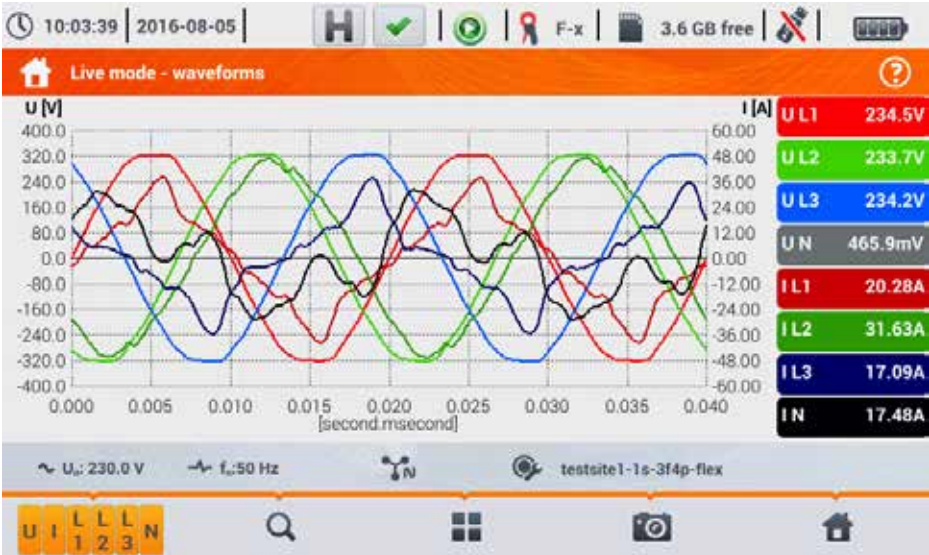 10:03:39 2016-08-05 H F-x 3.6 GB free
Live mode - waveforms ?
U [V] I [A]
400.0 60.00
320.0 48.00
240.0 36.00
160.0 24.00
80.0 12.00
0.0 0.00
-80.00 -12.00
-160.00 -24.00
-240.00 -36.00
-320.00 -48.00
-400.00 -60.00
0.000 0.005 0.010 0.015 0.020 0.025 0.030 0.035 0.040
[second.msecond]
U L1 234.5V
U L2 233.7V
U L3 234.2V
U N 465.9mV
I L1 20.28A
I L2 31.63A
I L3 17.09A
I N 17.48A
Uₙ: 230.0 V fₙ:50 Hz N testsite1-1s-3f4p-flex
U I L1 L2 L3 N